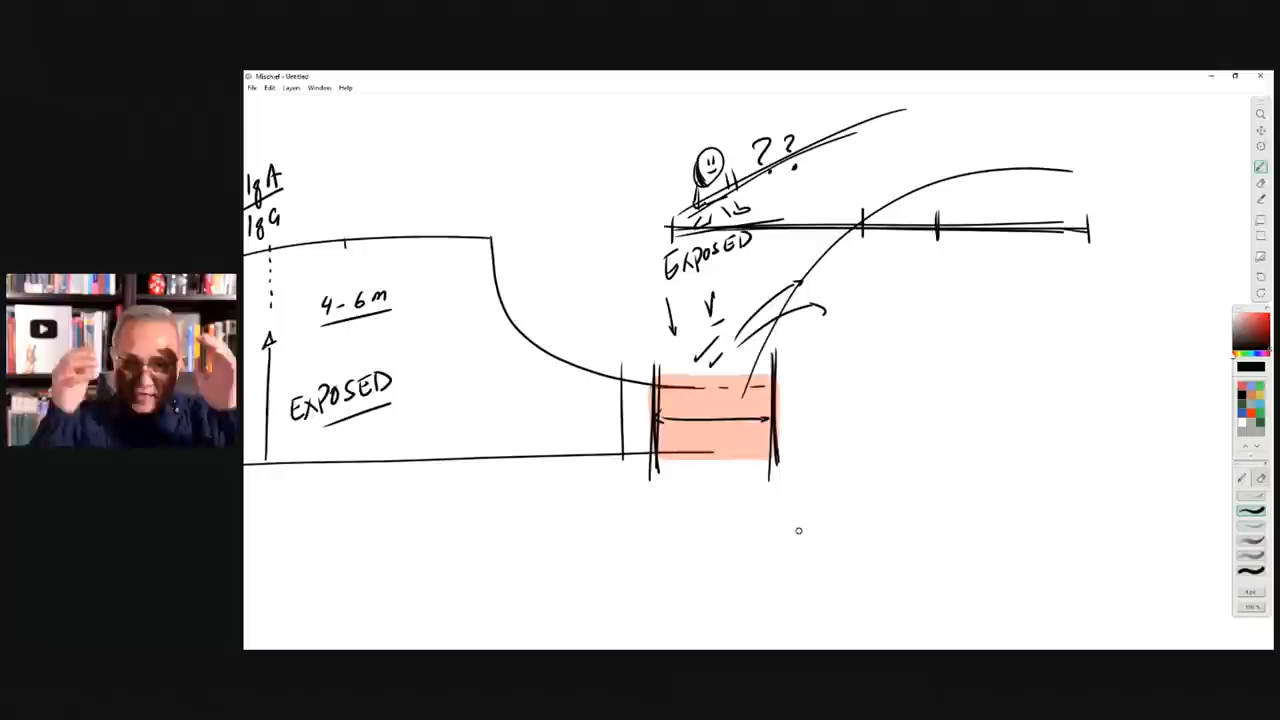 Mischief - Untitled
File Edit Layers Window Help
IgA
IgG
4-6 m
EXPOSED
? ?
EXPOSED